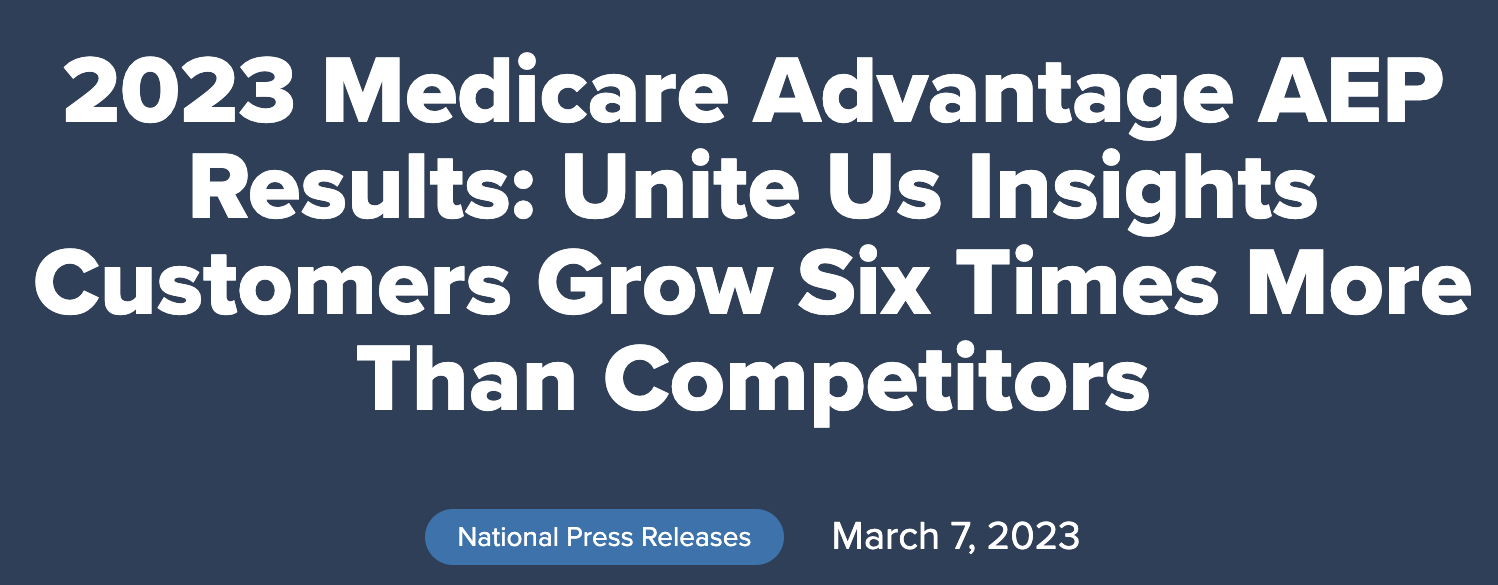 2023 Medicare Advantage AEP
Results: Unite Us Insights
Customers Grow Six Times More
Than Competitors
National Press Releases
March 7, 2023